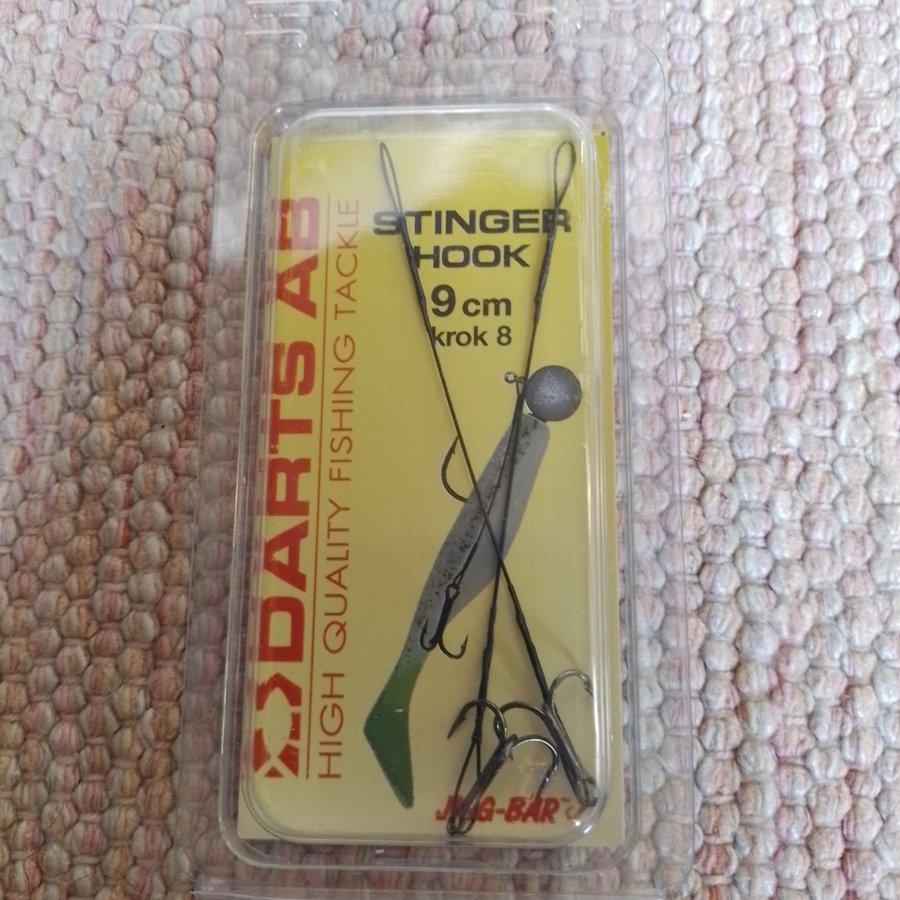 STINGER
HOOK
9 cm
krok 8
DARTS AB
HIGH QUALITY FISHING TACKLE
JIG-BAR